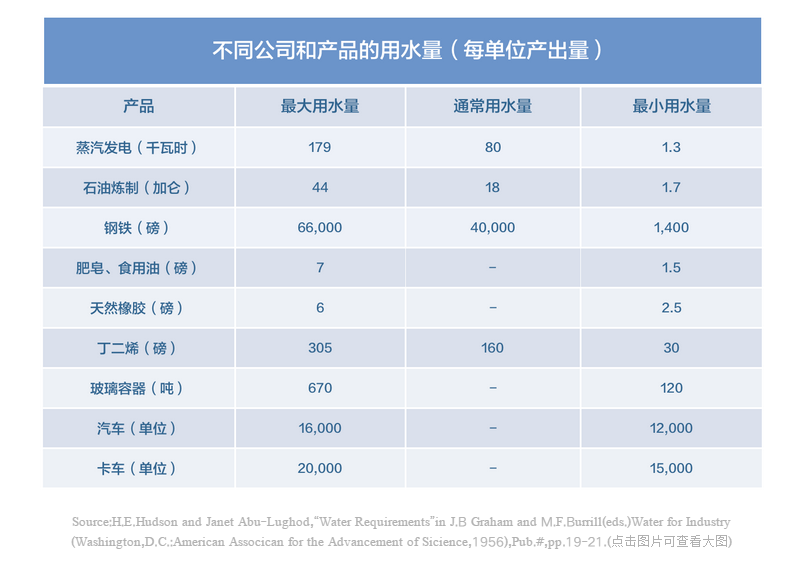 不同公司和产品的用水量（每单位产出量）
产品 最大用水量 通常用水量 最小用水量
蒸汽发电（千瓦时） 179 80 1.3
石油炼制（加仑） 44 18 1.7
钢铁（磅） 66,000 40,000 1,400
肥皂、食用油（磅） 7 – 1.5
天然橡胶（磅） 6 – 2.5
丁二烯（磅） 305 160 30
玻璃容器（吨） 670 – 120
汽车（单位） 16,000 – 12,000
卡车（单位） 20,000 – 15,000
Source:H.E.Hudson and Janet Abu-Lughod,“Water Requirements”in J.B Graham and M.F.Burrill(eds.)Water for Industry
(Washington,D.C.:American Assocican for the Advancement of Sicience,1956),Pub.#,pp.19-21.(点击图片可查看大图)